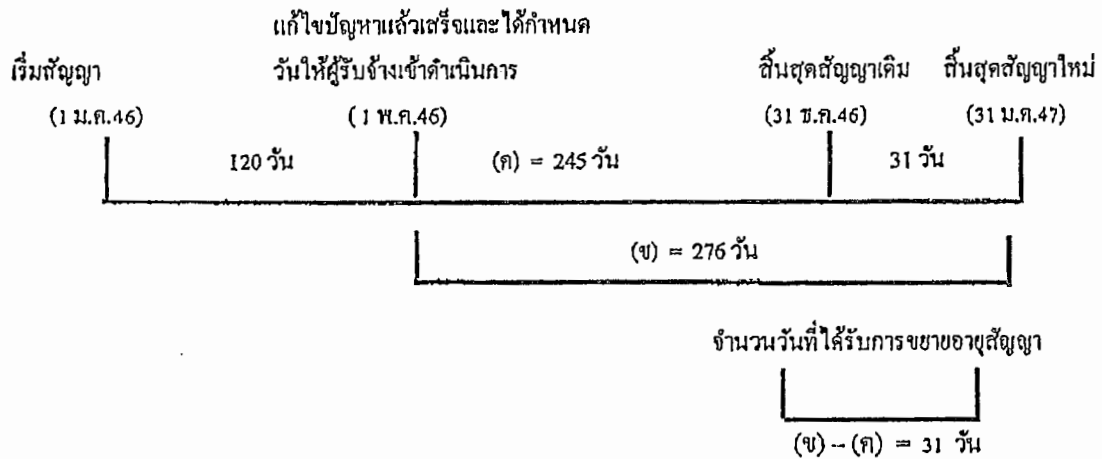 แก้ไขปัญหาแล้วเสร็จและได้กำหนด
เริ่มสัญญา วันให้ผู้รับจ้างเข้าดำเนินการ สิ้นสุดสัญญาเดิม สิ้นสุดสัญญาใหม่
(1 ม.ค.46) (1 พ.ค.46) (31 ธ.ค.46) (31 ม.ค.47)
120 วัน (ค) = 245 วัน 31 วัน
(ข) = 276 วัน
จำนวนวันที่ได้รับการขยายอายุสัญญา
(ข) – (ค) = 31 วัน